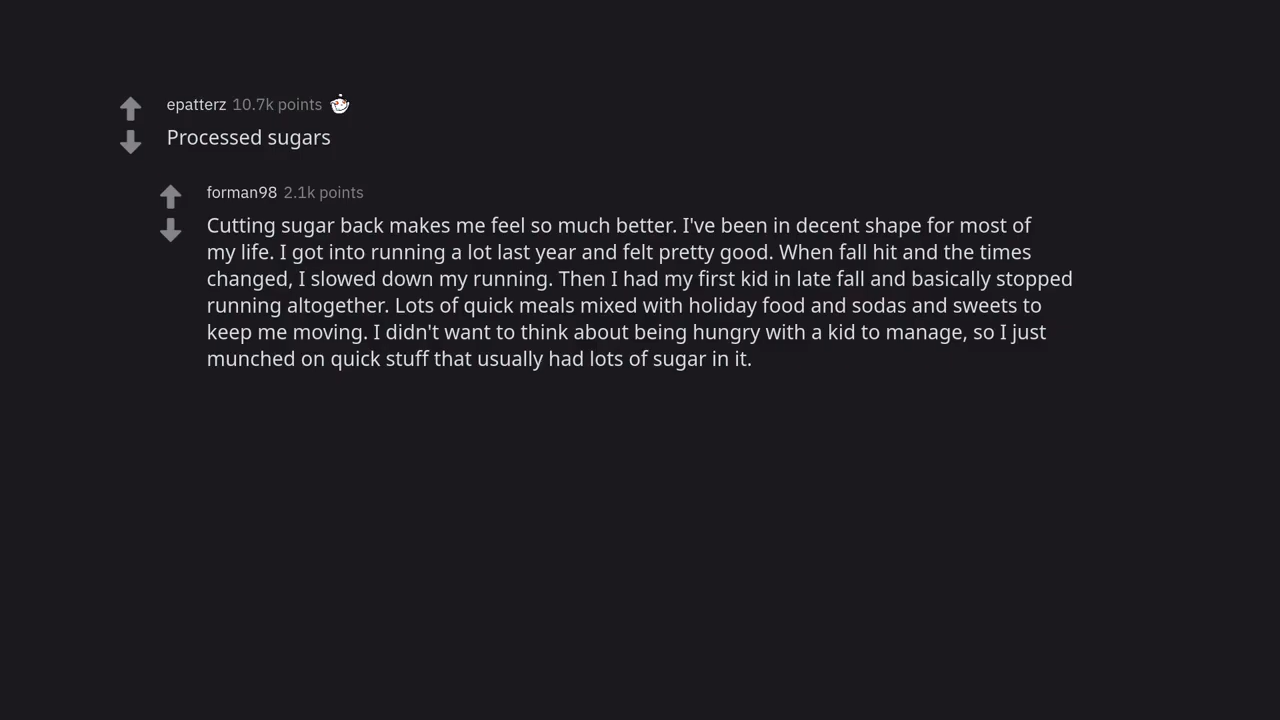 epatterz 10.7k points
Processed sugars
forman98 2.1k points
Cutting sugar back makes me feel so much better. I've been in decent shape for most of
my life. I got into running a lot last year and felt pretty good. When fall hit and the times
changed, I slowed down my running. Then I had my first kid in late fall and basically stopped
running altogether. Lots of quick meals mixed with holiday food and sodas and sweets to
keep me moving. I didn't want to think about being hungry with a kid to manage, so I just
munched on quick stuff that usually had lots of sugar in it.